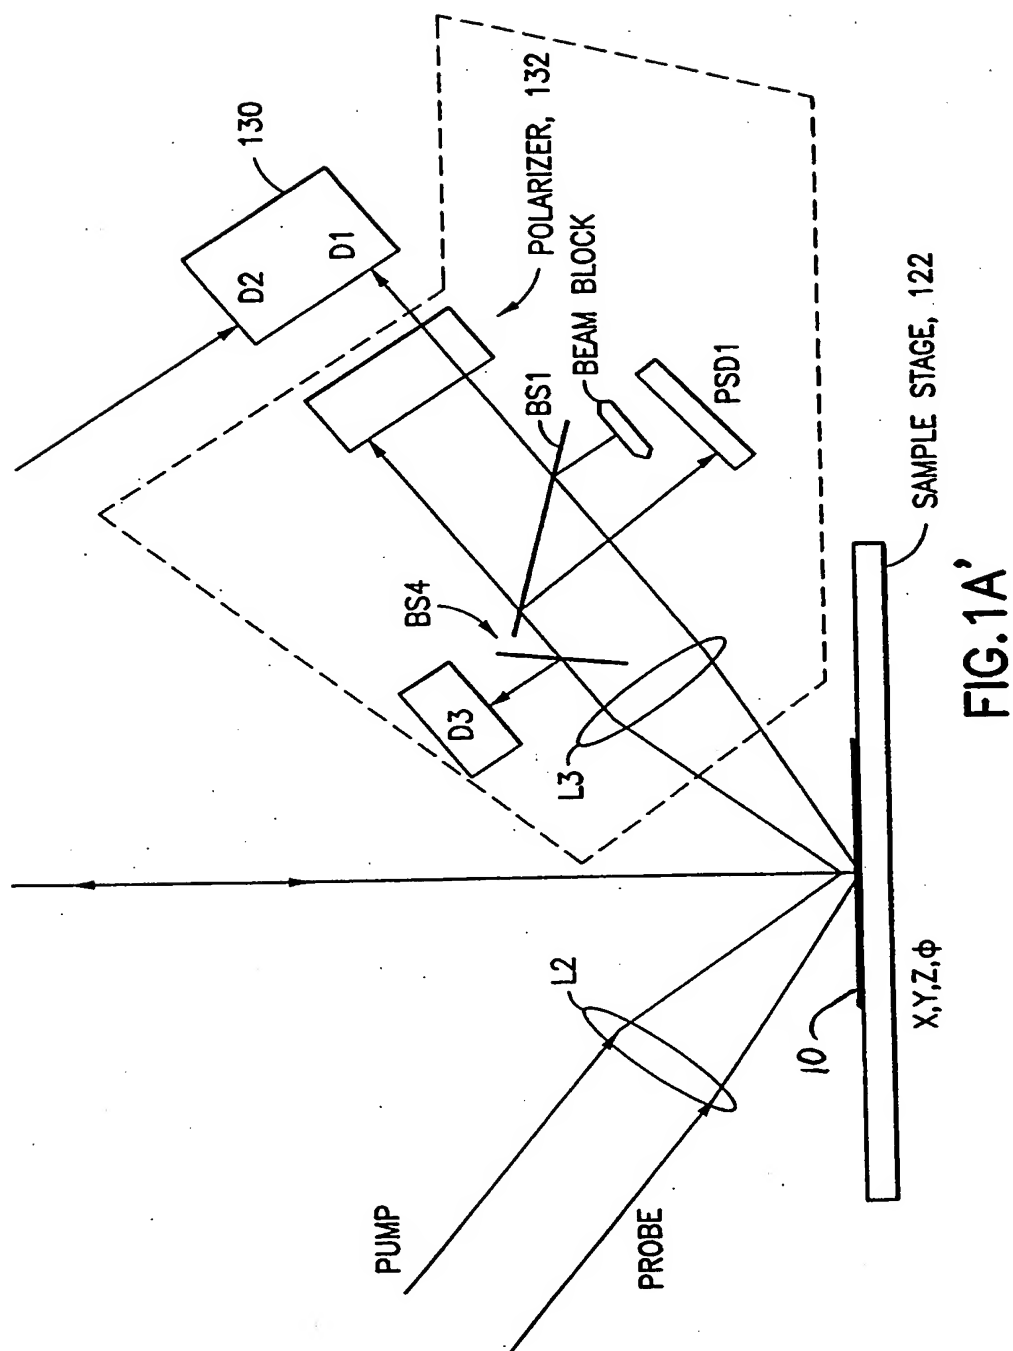 130
D2
D1
POLARIZER, 132
BEAM BLOCK
BS1
PSD1
BS4
D3
L3
L2
PUMP
PROBE
10
X,Y,Z,ϕ
SAMPLE STAGE, 122
FIG.1A'